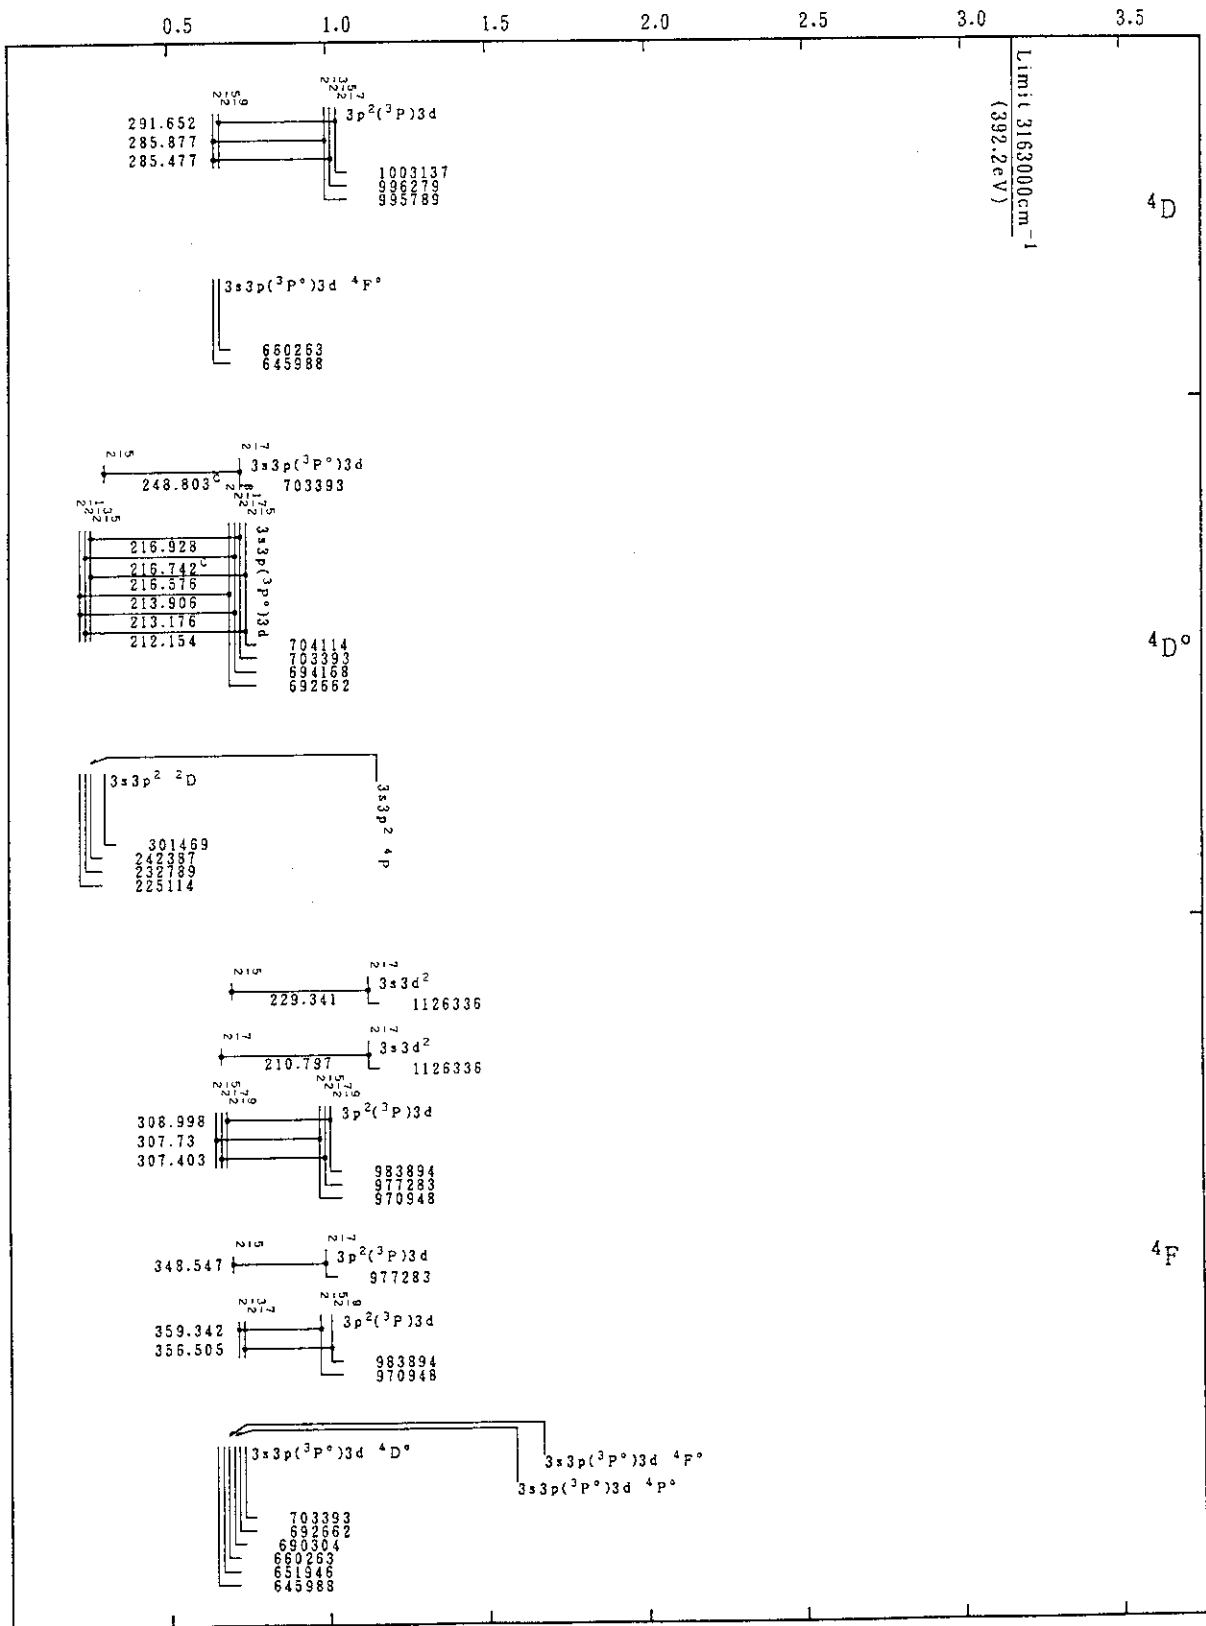 0.5 1.0 1.5 2.0 2.5 3.0 3.5
Limit 3163000cm⁻¹
(392.2eV)
⁴D
3p²(³P)3d
291.652
285.877
285.477
1003137
996279
995789
3s3p(³P°)3d ⁴F°
660263
645988
⁴D°
3s3p(³P°)3d
248.803ᶜ 703393
3s3p(³P°)3d
216.928
216.742ᶜ
216.576
213.906
213.176
212.154
704114
703393
694168
692662
3s3p² ²D
3s3p² ⁴P
301469
242387
232789
225114
⁴F
3s3d²
229.341 1126336
3s3d²
210.797 1126336
3p²(³P)3d
308.998
307.73
307.403
983894
977283
970948
3p²(³P)3d
348.547 977283
3p²(³P)3d
359.342
356.505
983894
970948
3s3p(³P°)3d ⁴D°
3s3p(³P°)3d ⁴F°
3s3p(³P°)3d ⁴P°
703393
692662
690304
660263
651946
645988